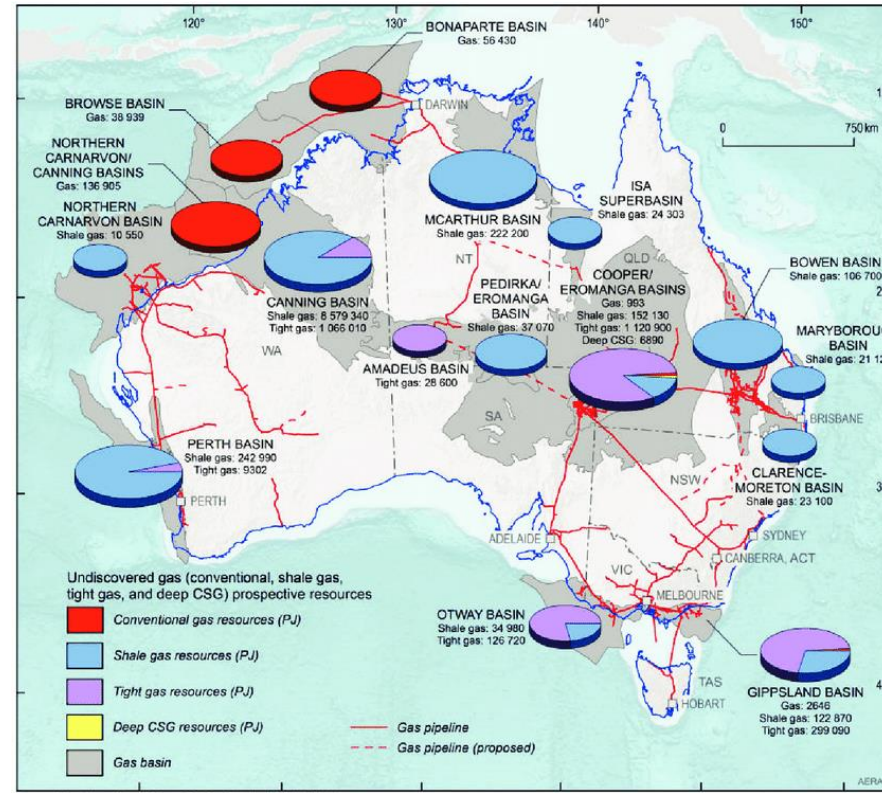 120°
130°
140°
150°
BONAPARTE BASIN
Gas: 56 430
DARWIN
BROWSE BASIN
Gas: 38 939
NORTHERN
CARNARVON/
CANNING BASINS
Gas: 136 905
NORTHERN
CARNARVON BASIN
Shale gas: 10 550
0
750 km
MCARTHUR BASIN
Shale gas: 222 200
NT
ISA
SUPERBASIN
Shale gas: 24 303
QLD
CANNING BASIN
Shale gas: 8 579 340
Tight gas: 1 066 010
WA
PEDIRKA/
EROMANGA
BASIN
Shale gas: 37 070
COOPER/
EROMANGA BASINS
Gas: 993
Shale gas: 152 130
Tight gas: 1 120 900
Deep CSG: 6890
BOWEN BASIN
Shale gas: 106 700
AMADEUS BASIN
Tight gas: 28 600
MARYBOROUG
BASIN
Shale gas: 21 12
SA
BRISBANE
PERTH BASIN
Shale gas: 242 990
Tight gas: 9302
PERTH
CLARENCE-
MORETON BASIN
Shale gas: 23 100
NSW
ADELAIDE
SYDNEY
CANBERRA, ACT
VIC
MELBOURNE
OTWAY BASIN
Shale gas: 34 980
Tight gas: 126 720
TAS
HOBART
GIPPSLAND BASIN
Gas: 2646
Shale gas: 122 870
Tight gas: 299 090
Undiscovered gas (conventional, shale gas,
tight gas, and deep CSG) prospective resources
Conventional gas resources (PJ)
Shale gas resources (PJ)
Tight gas resources (PJ)
Deep CSG resources (PJ)
Gas basin
Gas pipeline
Gas pipeline (proposed)
AERA
1
2
3
4